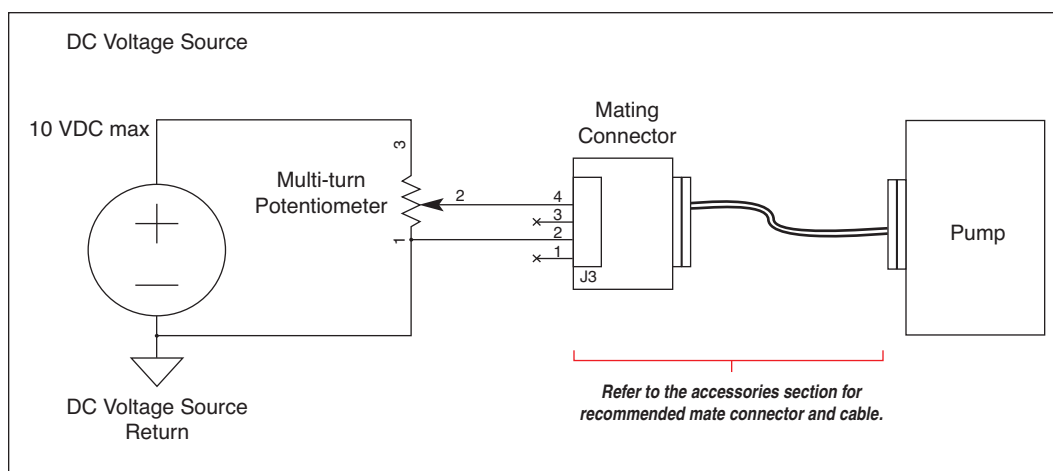 DC Voltage Source
10 VDC max
3
Multi-turn
Potentiometer
2
1
Mating
Connector
4
3
2
1
J3
Pump
DC Voltage Source
Return
Refer to the accessories section for
recommended mate connector and cable.